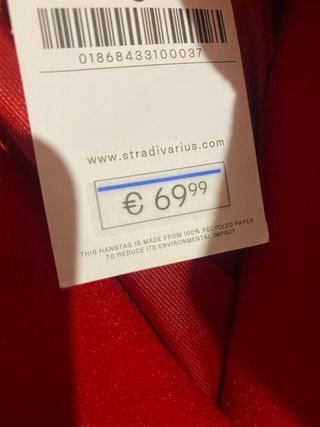 01868433100037
www.stradivarius.com
€ 6999
THIS HANGTAG IS MADE FROM 100% RECYCLED PAPER
TO REDUCE ITS ENVIRONMENTAL IMPACT